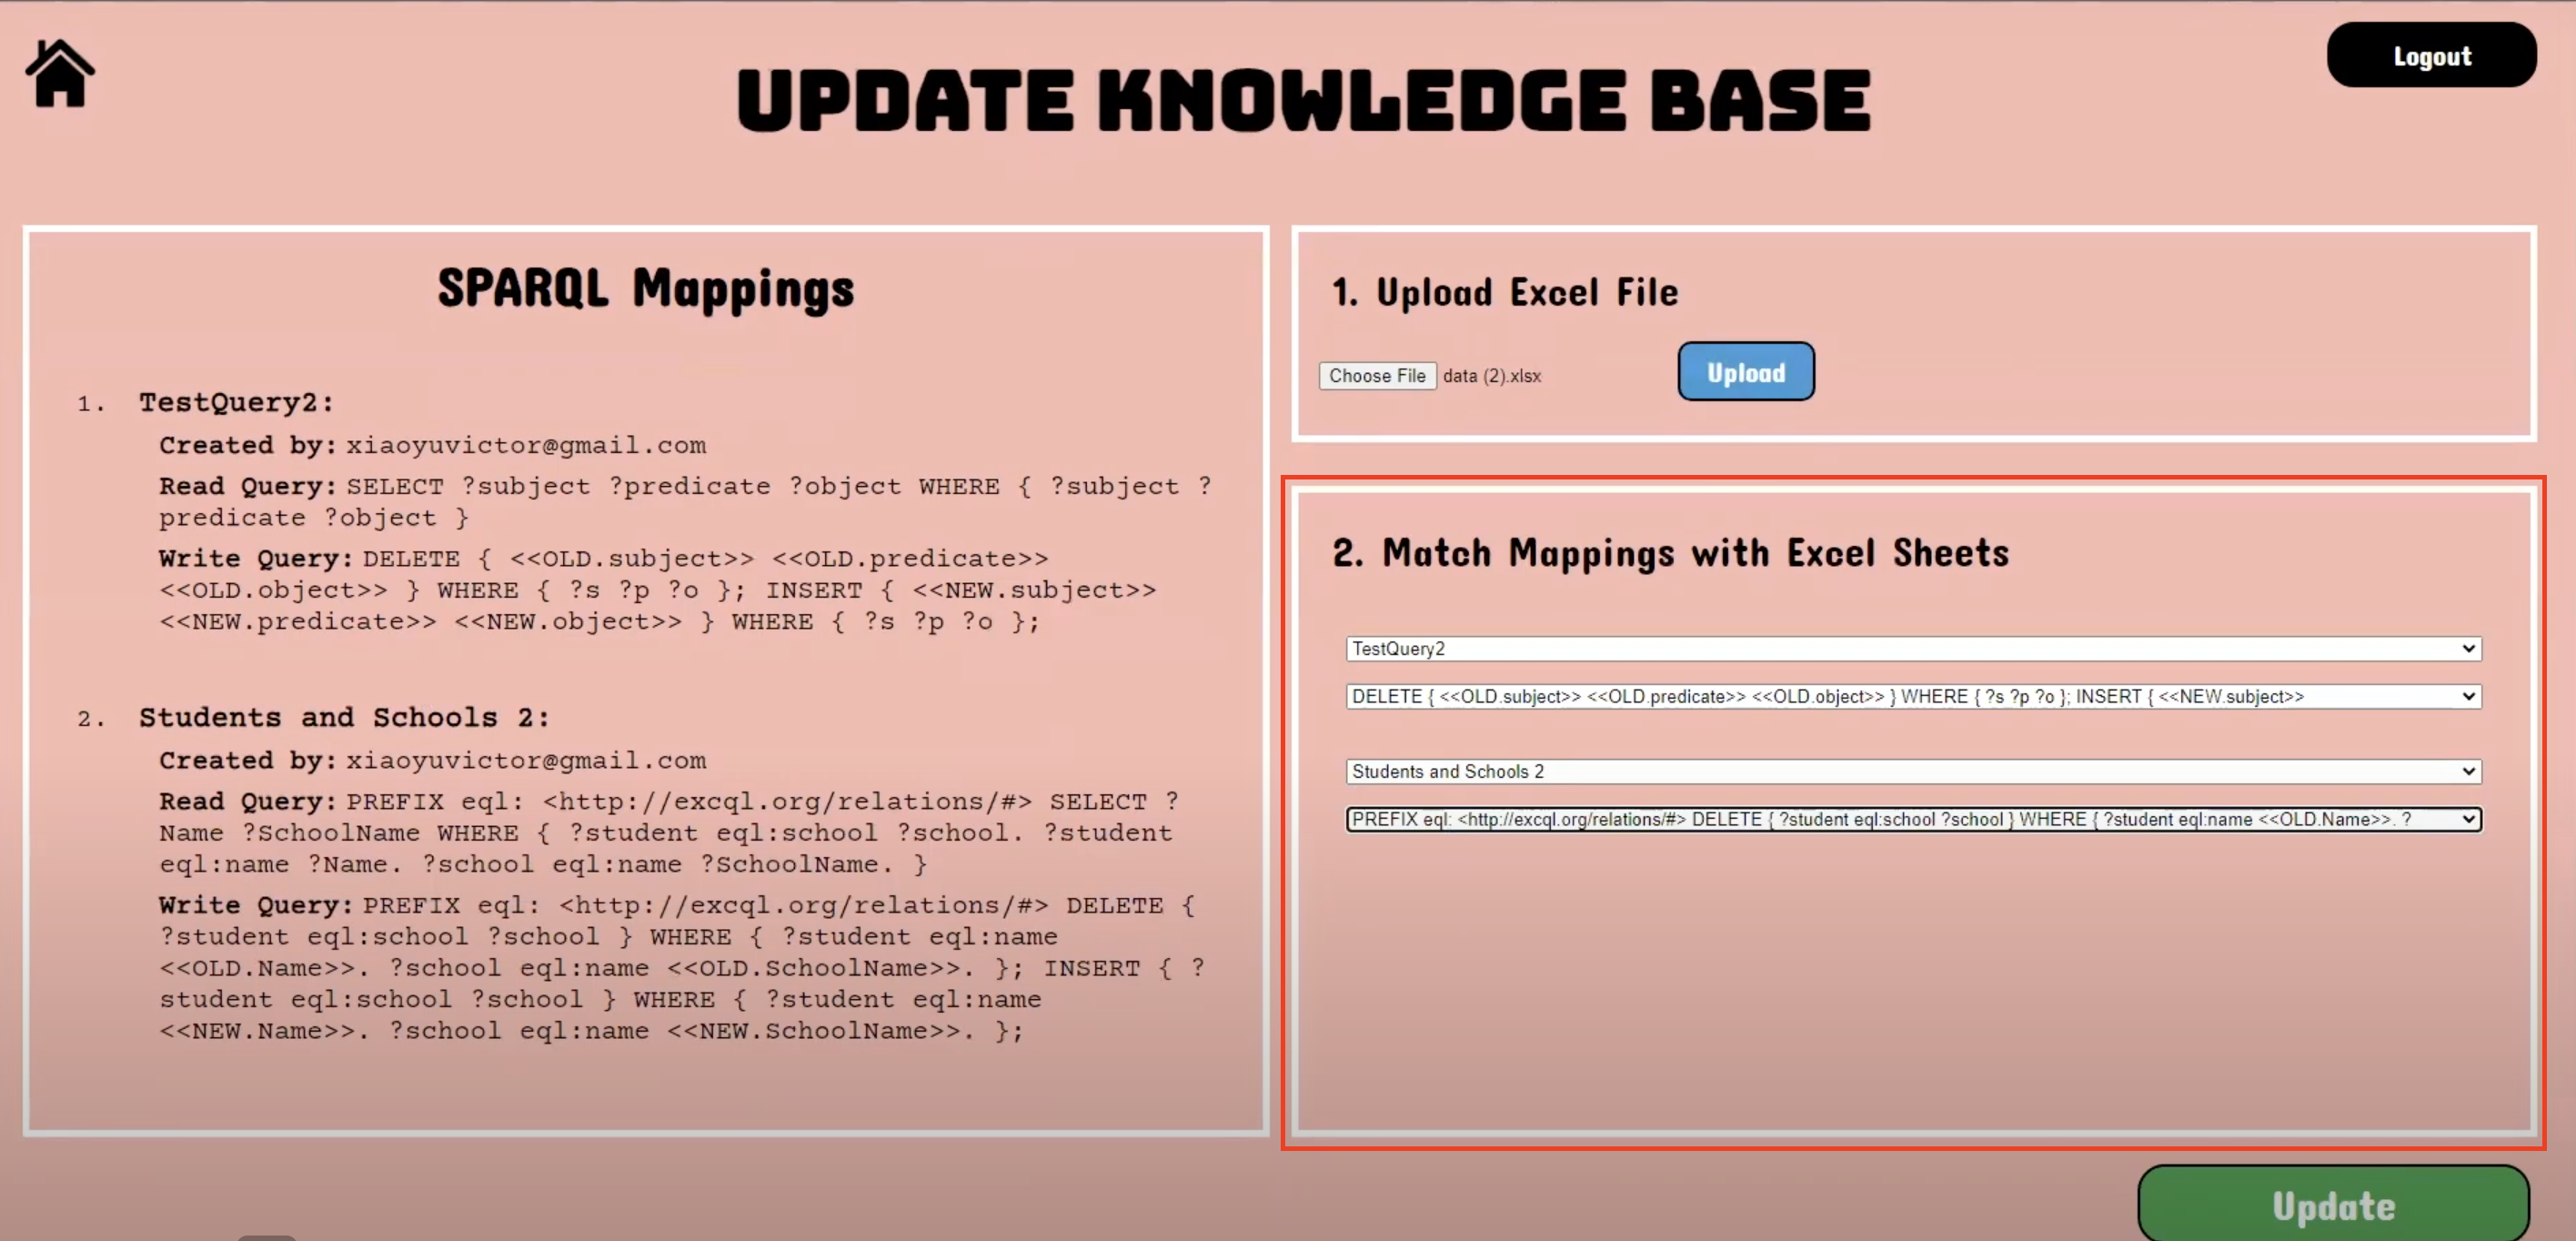 Logout
UPDATE KNOWLEDGE BASE
SPARQL Mappings
1. TestQuery2:
Created by: xiaoyuvictor@gmail.com
Read Query: SELECT ?subject ?predicate ?object WHERE { ?subject ?
predicate ?object }
Write Query: DELETE { <<OLD.subject>> <<OLD.predicate>>
<<OLD.object>> } WHERE { ?s ?p ?o }; INSERT { <<NEW.subject>>
<<NEW.predicate>> <<NEW.object>> } WHERE { ?s ?p ?o };
2. Students and Schools 2:
Created by: xiaoyuvictor@gmail.com
Read Query: PREFIX eql: <http://excql.org/relations/#> SELECT ?
Name ?SchoolName WHERE { ?student eql:school ?school. ?student
eql:name ?Name. ?school eql:name ?SchoolName. }
Write Query: PREFIX eql: <http://excql.org/relations/#> DELETE {
?student eql:school ?school } WHERE { ?student eql:name
<<OLD.Name>>. ?school eql:name <<OLD.SchoolName>>. }; INSERT { ?
student eql:school ?school } WHERE { ?student eql:name
<<NEW.Name>>. ?school eql:name <<NEW.SchoolName>>. };
1. Upload Excel File
Choose File data (2).xlsx
Upload
2. Match Mappings with Excel Sheets
TestQuery2
DELETE { <<OLD.subject>> <<OLD.predicate>> <<OLD.object>> } WHERE { ?s ?p ?o }; INSERT { <<NEW.subject>>
Students and Schools 2
PREFIX eql: <http://excql.org/relations/#> DELETE { ?student eql:school ?school } WHERE { ?student eql:name <<OLD.Name>>. ?
Update